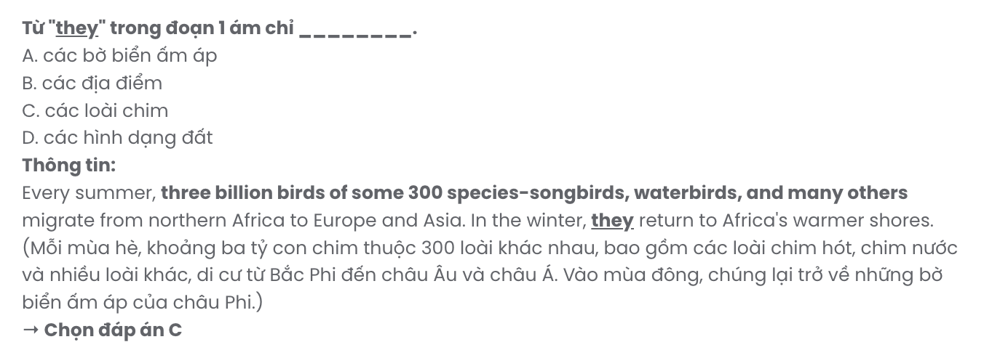 Từ "they" trong đoạn 1 ám chỉ ________.
A. các bờ biển ấm áp
B. các địa điểm
C. các loài chim
D. các hình dạng đất
Thông tin:
Every summer, three billion birds of some 300 species-songbirds, waterbirds, and many others
migrate from northern Africa to Europe and Asia. In the winter, they return to Africa's warmer shores.
(Mỗi mùa hè, khoảng ba tỷ con chim thuộc 300 loài khác nhau, bao gồm các loài chim hót, chim nước
và nhiều loài khác, di cư từ Bắc Phi đến châu Âu và châu Á. Vào mùa đông, chúng lại trở về những bờ
biển ấm áp của châu Phi.)
→ Chọn đáp án C